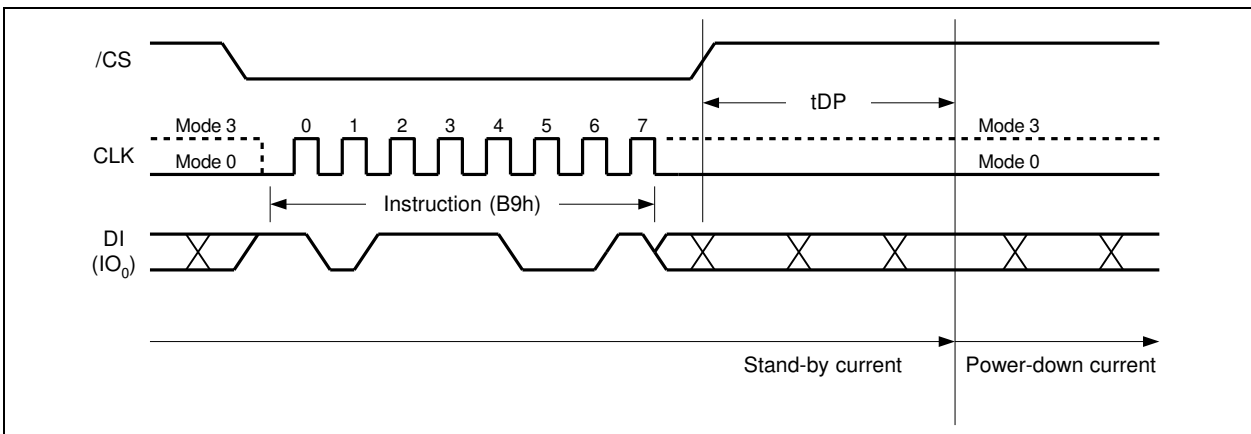 /CS
tDP
Mode 3 0 1 2 3 4 5 6 7 Mode 3
CLK
Mode 0 Mode 0
Instruction (B9h)
DI
(IO₀)
Stand-by current Power-down current